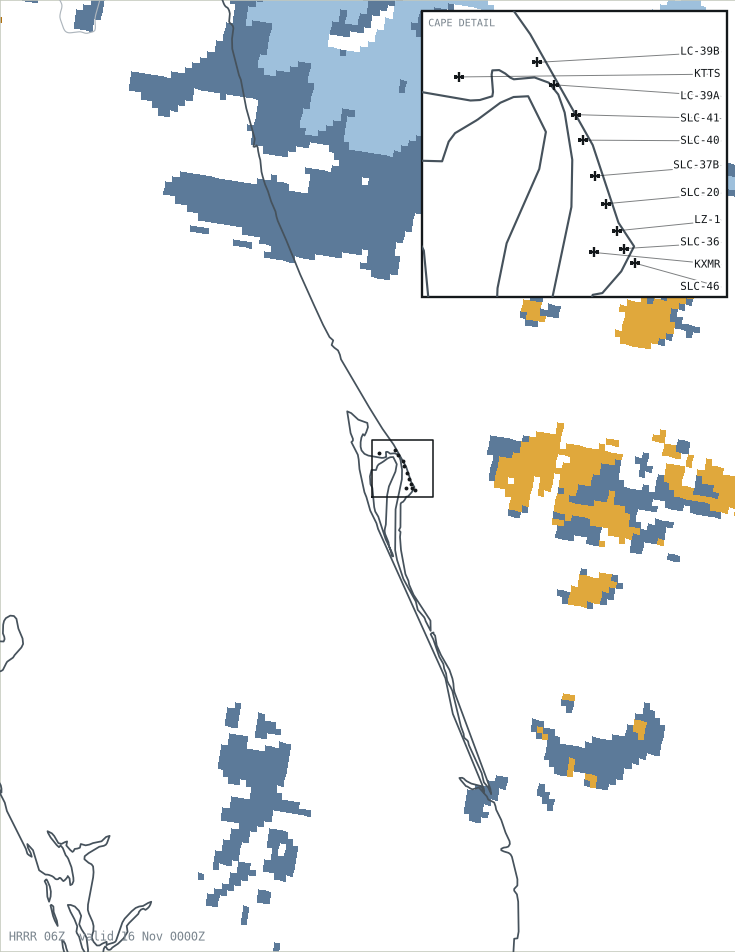 CAPE DETAIL
LC-39B
KTTS
LC-39A
SLC-41
SLC-40
SLC-37B
SLC-20
LZ-1
SLC-36
KXMR
SLC-46
HRRR 06Z  valid 16 Nov 0000Z